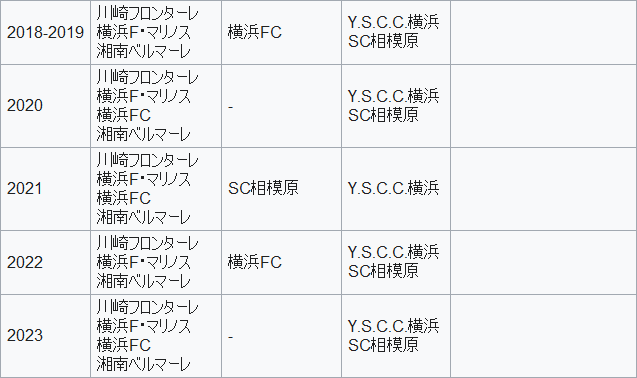 2018-2019
川崎フロンターレ
横浜F・マリノス
湘南ベルマーレ
横浜FC
Y.S.C.C.横浜
SC相模原
2020
川崎フロンターレ
横浜F・マリノス
横浜FC
湘南ベルマーレ
-
Y.S.C.C.横浜
SC相模原
2021
川崎フロンターレ
横浜F・マリノス
横浜FC
湘南ベルマーレ
SC相模原
Y.S.C.C.横浜
2022
川崎フロンターレ
横浜F・マリノス
湘南ベルマーレ
横浜FC
Y.S.C.C.横浜
SC相模原
2023
川崎フロンターレ
横浜F・マリノス
横浜FC
湘南ベルマーレ
-
Y.S.C.C.横浜
SC相模原